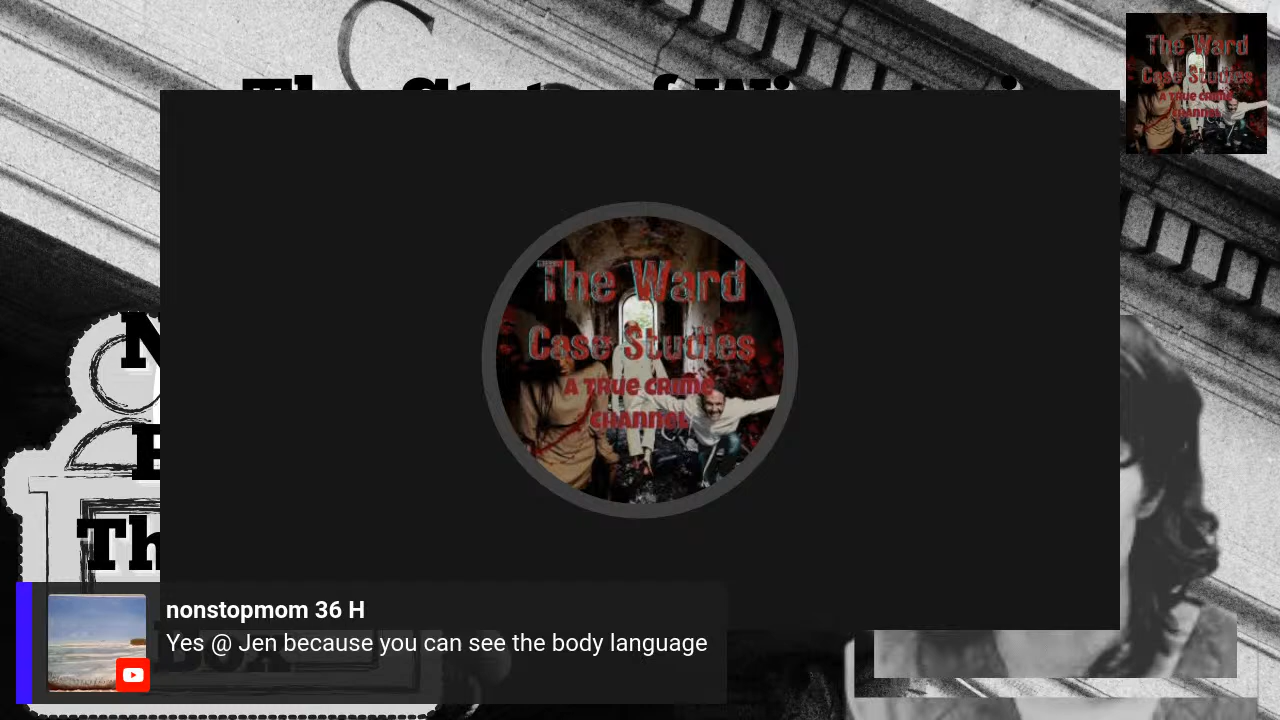 The Ward
Case Studies
A True Crime
Channel
The Ward
Case Studies
A True Crime
Channel
Th
nonstopmom 36 H
Yes @ Jen because you can see the body language